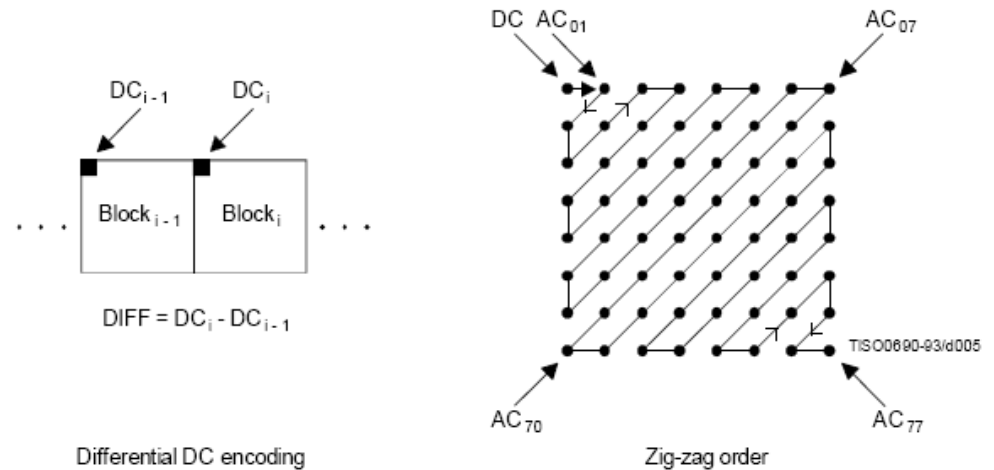 DC AC₀₁ AC₀₇
DCᵢ₋₁ DCᵢ
. . . Blockᵢ₋₁ Blockᵢ . . .
DIFF = DCᵢ - DCᵢ₋₁
TISO0690-93/d005
AC₇₀ AC₇₇
Differential DC encoding Zig-zag order